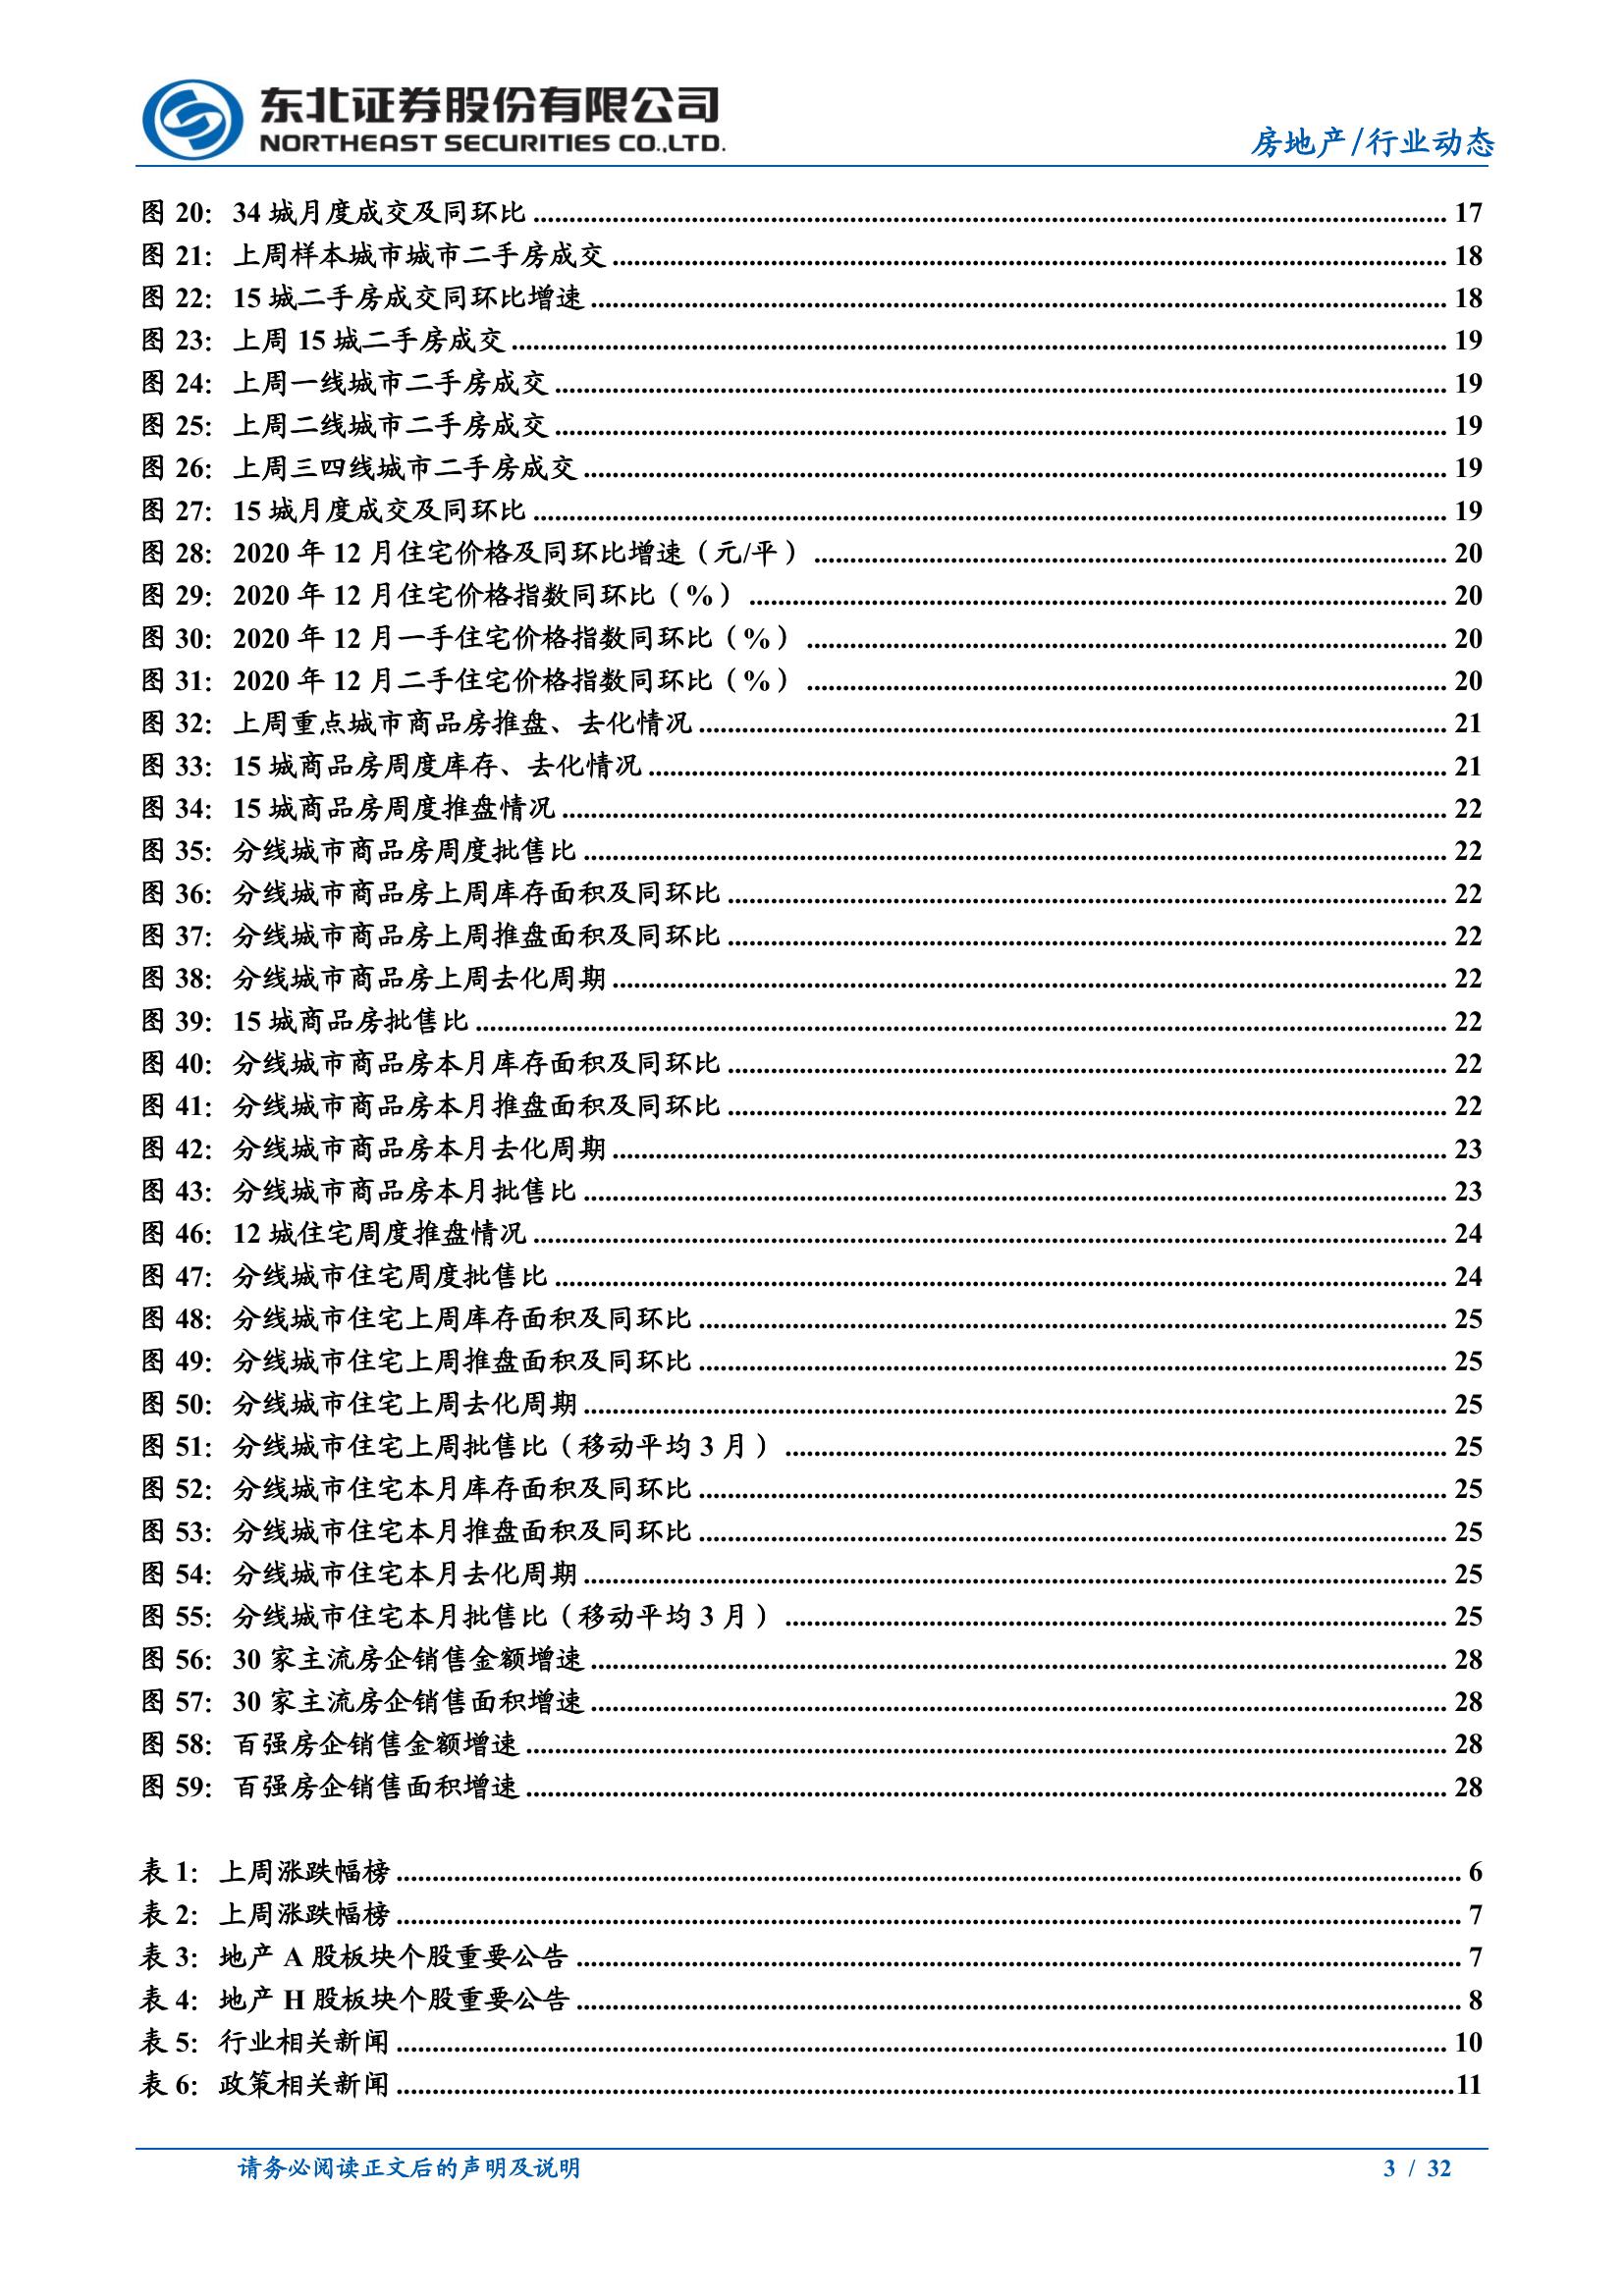 东北证券股份有限公司
NORTHEAST SECURITIES CO.,LTD.
房地产/行业动态
图 20: 34 城月度成交及同环比 ........ 17
图 21: 上周样本城市城市二手房成交 ........ 18
图 22: 15 城二手房成交同环比增速 ........ 18
图 23: 上周 15 城二手房成交 ........ 19
图 24: 上周一线城市二手房成交 ........ 19
图 25: 上周二线城市二手房成交 ........ 19
图 26: 上周三四线城市二手房成交 ........ 19
图 27: 15 城月度成交及同环比 ........ 19
图 28: 2020 年 12 月住宅价格及同环比增速（元/平） ........ 20
图 29: 2020 年 12 月住宅价格指数同环比（%） ........ 20
图 30: 2020 年 12 月一手住宅价格指数同环比（%） ........ 20
图 31: 2020 年 12 月二手住宅价格指数同环比（%） ........ 20
图 32: 上周重点城市商品房推盘、去化情况 ........ 21
图 33: 15 城商品房周度库存、去化情况 ........ 21
图 34: 15 城商品房周度推盘情况 ........ 22
图 35: 分线城市商品房周度批售比 ........ 22
图 36: 分线城市商品房上周库存面积及同环比 ........ 22
图 37: 分线城市商品房上周推盘面积及同环比 ........ 22
图 38: 分线城市商品房上周去化周期 ........ 22
图 39: 15 城商品房批售比 ........ 22
图 40: 分线城市商品房本月库存面积及同环比 ........ 22
图 41: 分线城市商品房本月推盘面积及同环比 ........ 22
图 42: 分线城市商品房本月去化周期 ........ 23
图 43: 分线城市商品房本月批售比 ........ 23
图 46: 12 城住宅周度推盘情况 ........ 24
图 47: 分线城市住宅周度批售比 ........ 24
图 48: 分线城市住宅上周库存面积及同环比 ........ 25
图 49: 分线城市住宅上周推盘面积及同环比 ........ 25
图 50: 分线城市住宅上周去化周期 ........ 25
图 51: 分线城市住宅上周批售比（移动平均 3 月） ........ 25
图 52: 分线城市住宅本月库存面积及同环比 ........ 25
图 53: 分线城市住宅本月推盘面积及同环比 ........ 25
图 54: 分线城市住宅本月去化周期 ........ 25
图 55: 分线城市住宅本月批售比（移动平均 3 月） ........ 25
图 56: 30 家主流房企销售金额增速 ........ 28
图 57: 30 家主流房企销售面积增速 ........ 28
图 58: 百强房企销售金额增速 ........ 28
图 59: 百强房企销售面积增速 ........ 28
表 1: 上周涨跌幅榜 ........ 6
表 2: 上周涨跌幅榜 ........ 7
表 3: 地产 A 股板块个股重要公告 ........ 7
表 4: 地产 H 股板块个股重要公告 ........ 8
表 5: 行业相关新闻 ........ 10
表 6: 政策相关新闻 ........ 11
请务必阅读正文后的声明及说明
3 / 32